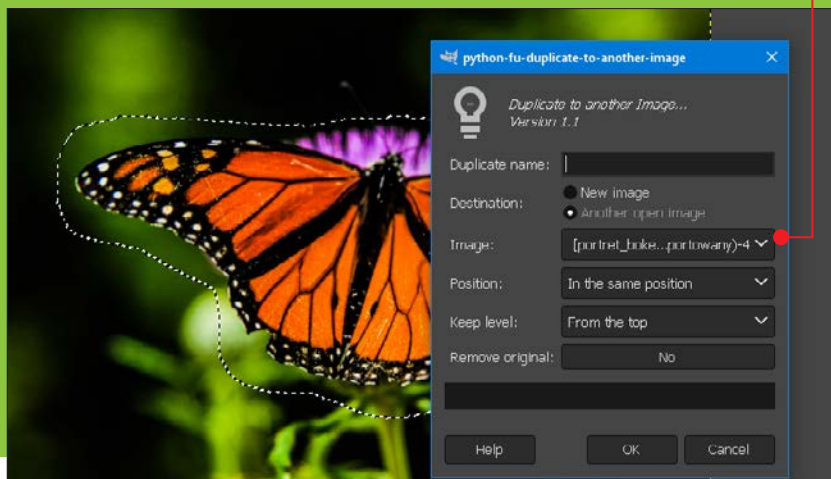 python-fu-duplicate-to-another-image
Duplicate to another Image...
Version 1.1
Duplicate name:
Destination:
New image
Another open image
Image:
[portret_boke...portowany)-4
Position:
In the same position
Keep level:
From the top
Remove original:
No
Help
OK
Cancel